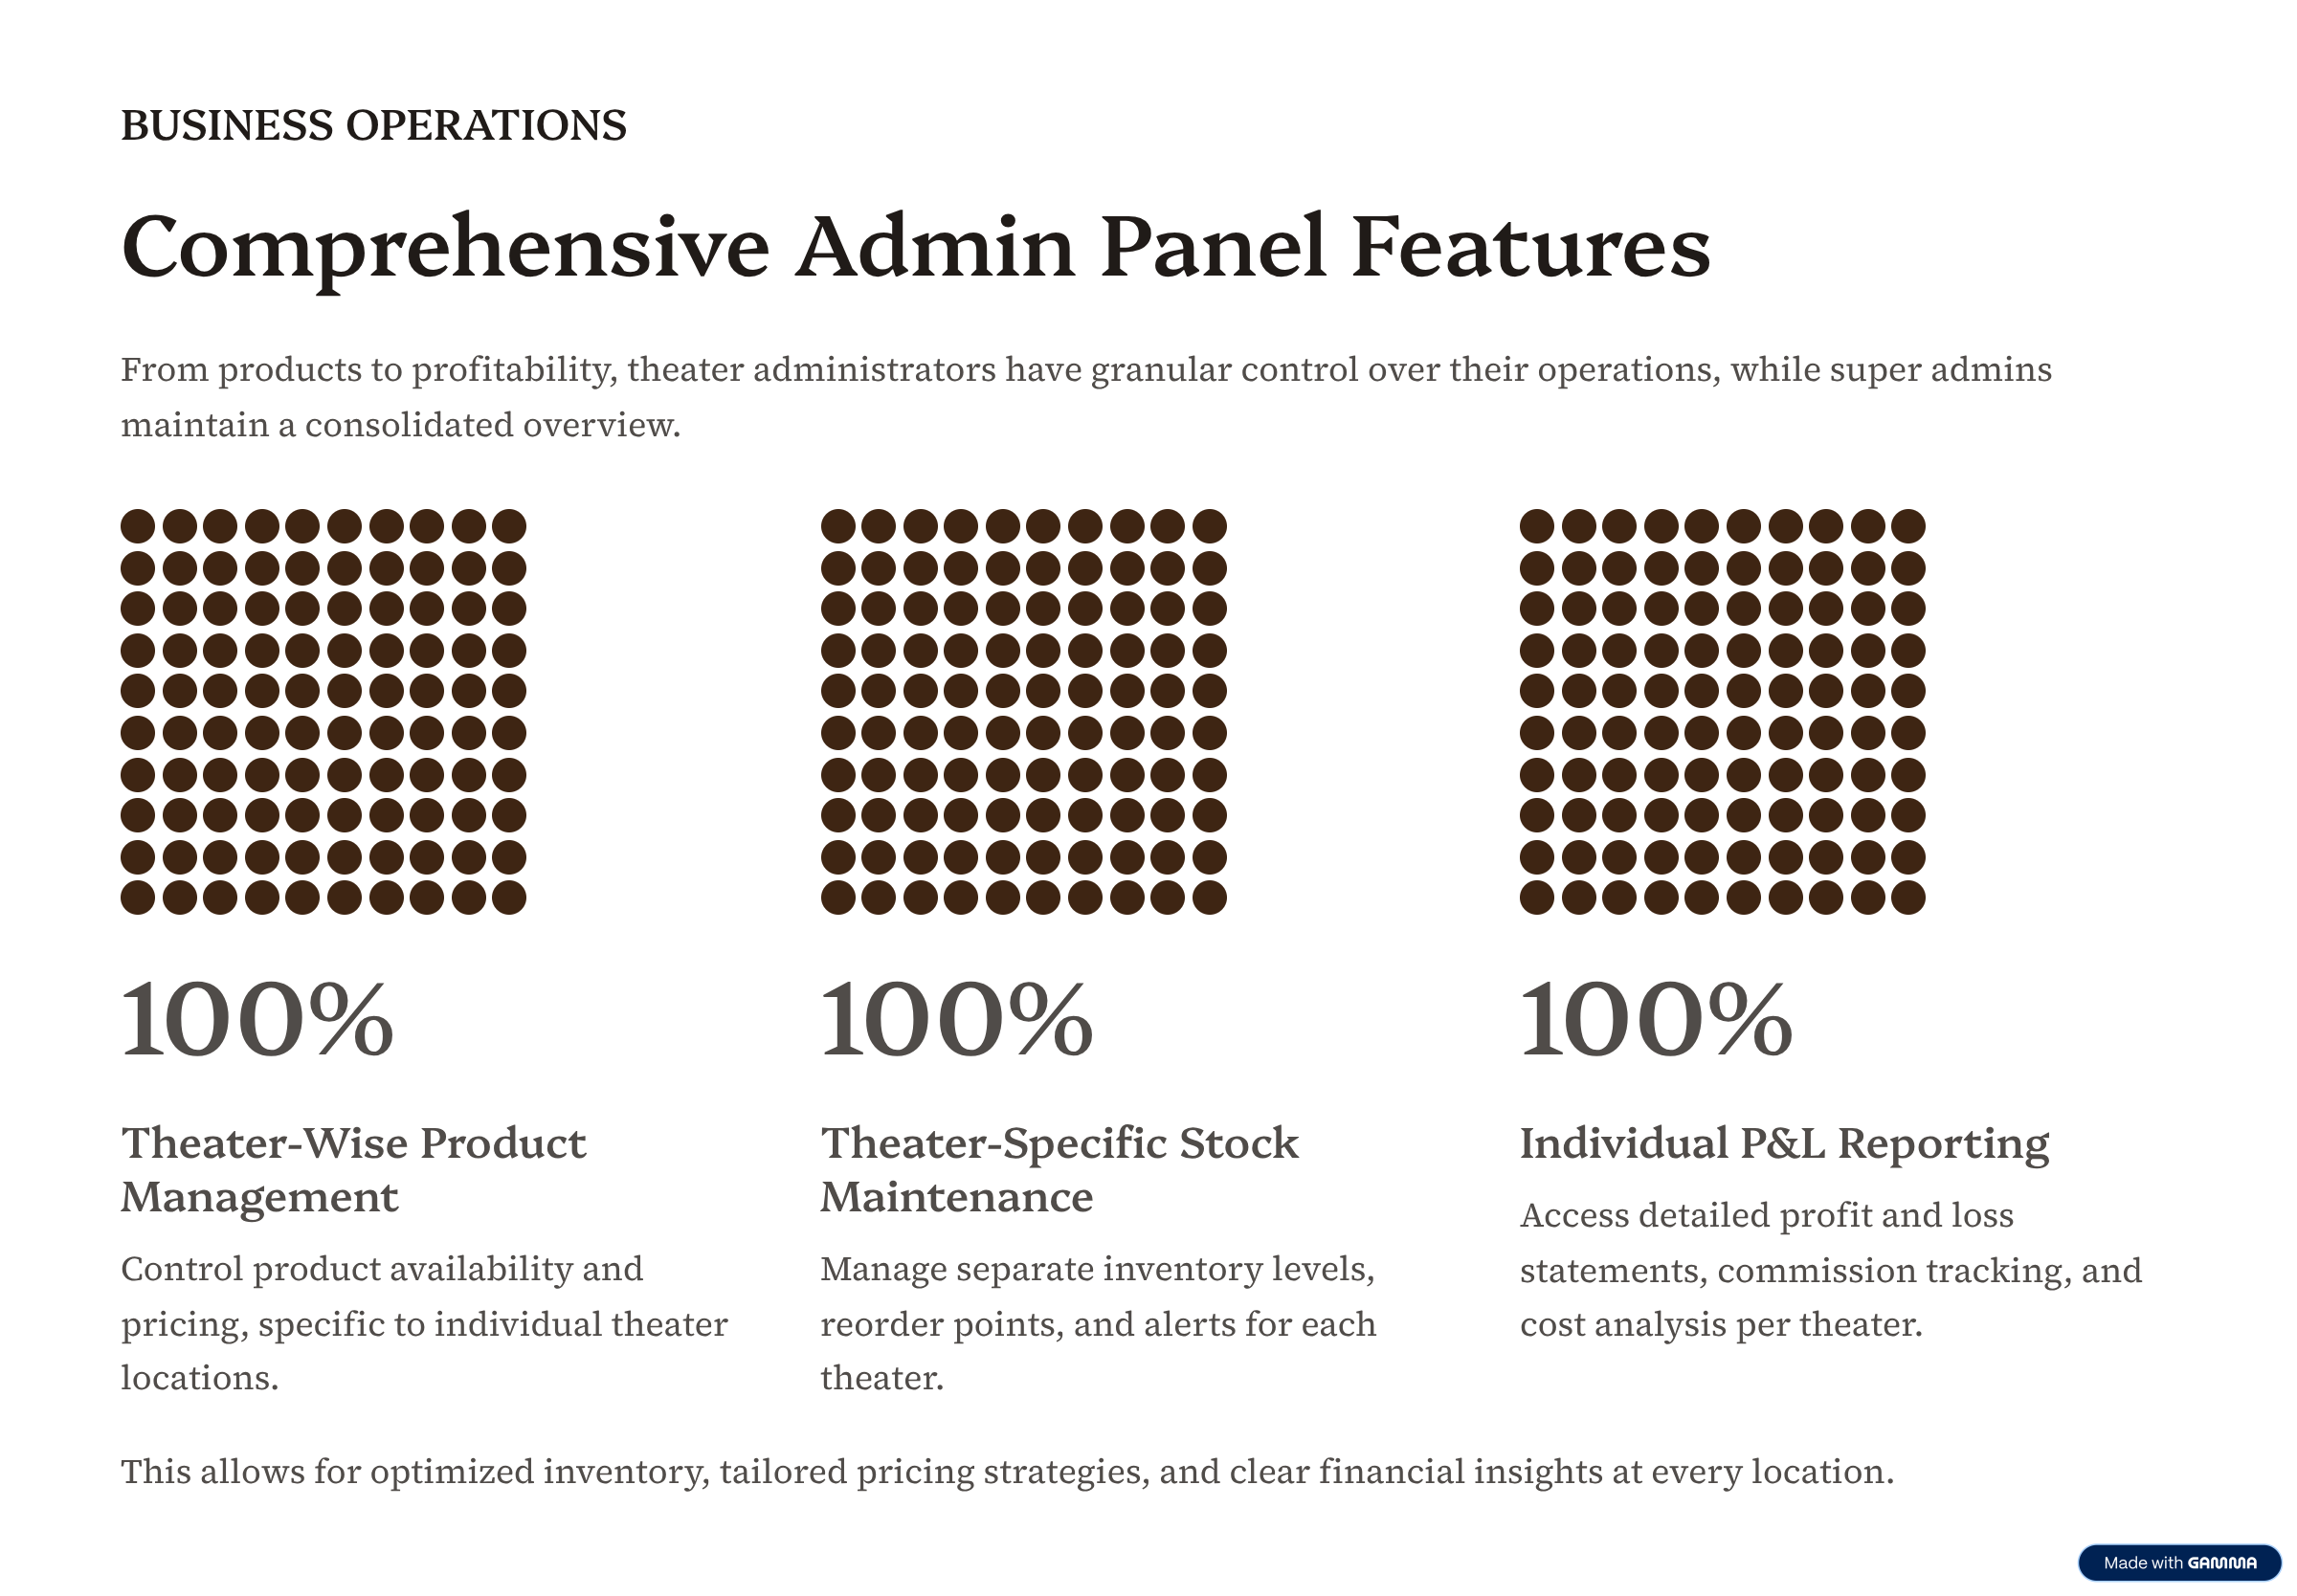 BUSINESS OPERATIONS
Comprehensive Admin Panel Features
From products to profitability, theater administrators have granular control over their operations, while super admins
maintain a consolidated overview.
100%
Theater-Wise Product
Management
Control product availability and
pricing, specific to individual theater
locations.
100%
Theater-Specific Stock
Maintenance
Manage separate inventory levels,
reorder points, and alerts for each
theater.
100%
Individual P&L Reporting
Access detailed profit and loss
statements, commission tracking, and
cost analysis per theater.
This allows for optimized inventory, tailored pricing strategies, and clear financial insights at every location.
Made with GAMMA